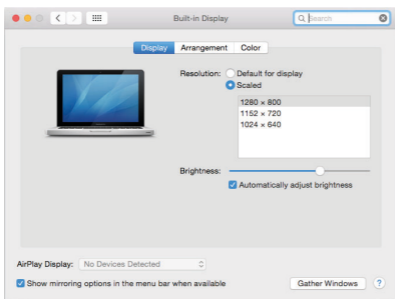 Built-in Display
Search
Display Arrangement Color
Resolution: Default for display
Scaled
1280 × 800
1152 × 720
1024 × 640
Brightness:
Automatically adjust brightness
AirPlay Display: No Devices Detected
Show mirroring options in the menu bar when available
Gather Windows ?